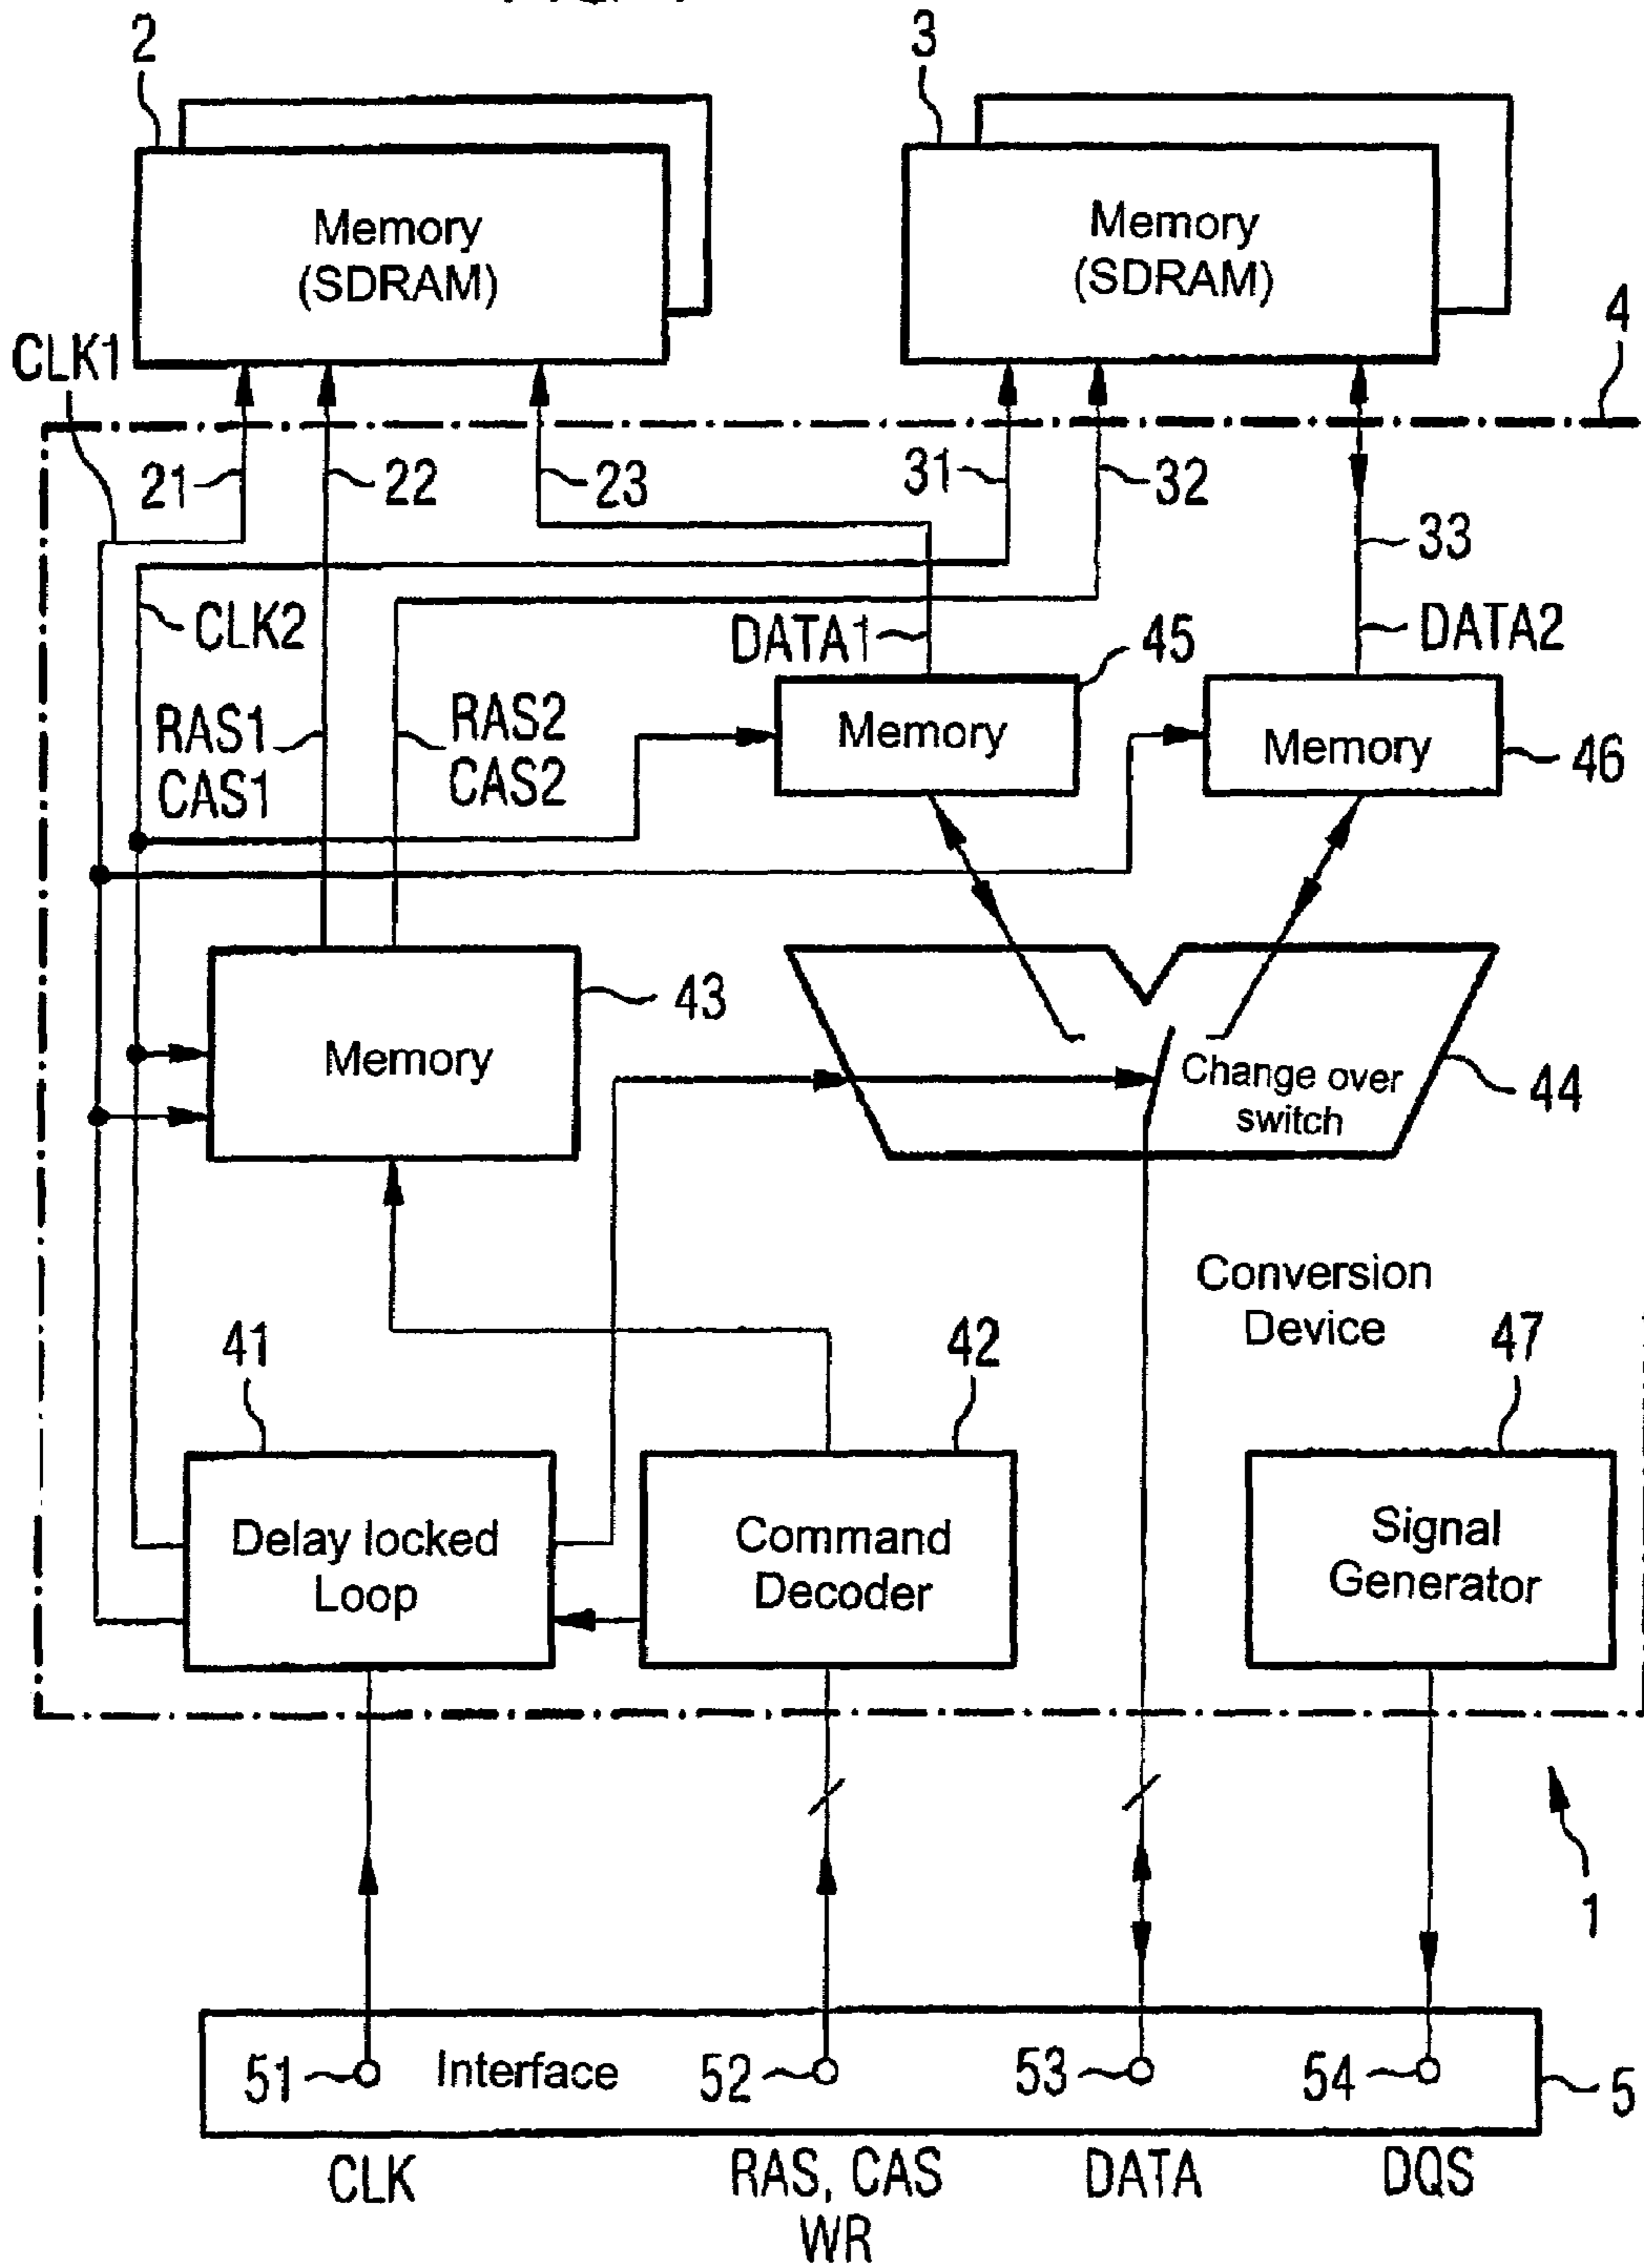 2
3
Memory
(SDRAM)
Memory
(SDRAM)
4
CLK1
21
22
23
31
32
33
CLK2
DATA1
45
DATA2
RAS1
CAS1
RAS2
CAS2
Memory
Memory
46
43
Memory
Change over
switch
44
Conversion
Device
41
42
47
Delay locked
Loop
Command
Decoder
Signal
Generator
1
51
Interface
52
53
54
5
CLK
RAS, CAS
WR
DATA
DQS